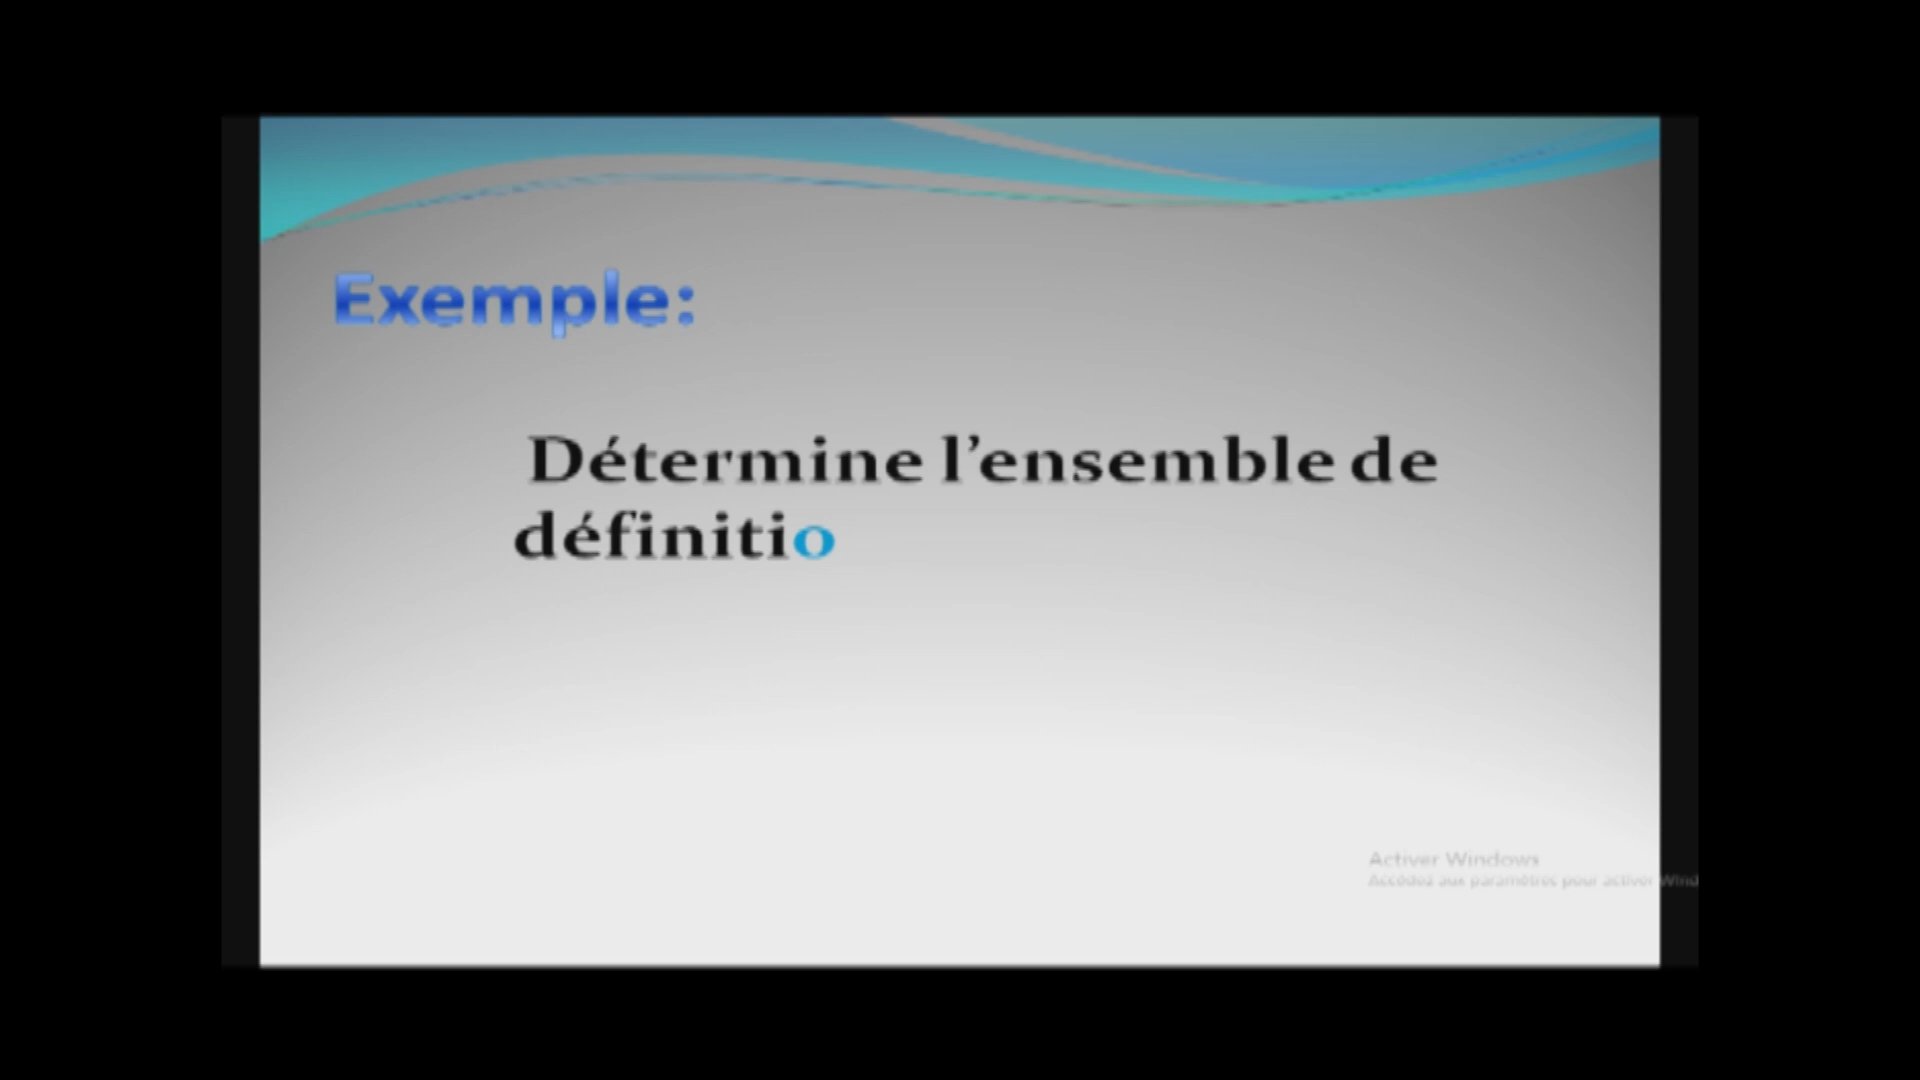 Exemple:
Détermine l’ensemble de
définitio
Activer Windows
Accédez aux paramètres pour activer Wind